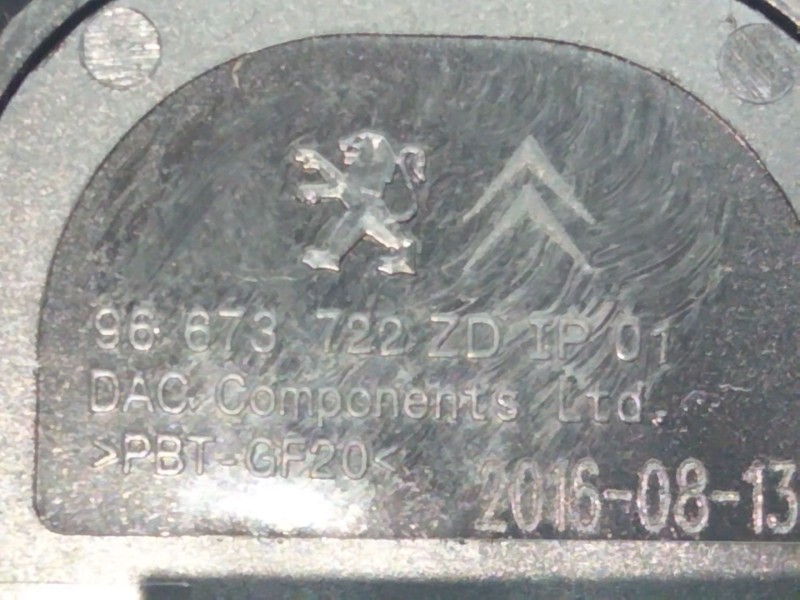 96 673 722 ZD IP 01
DAC Components Ltd.
>PBT-GF20<
2016-08-13